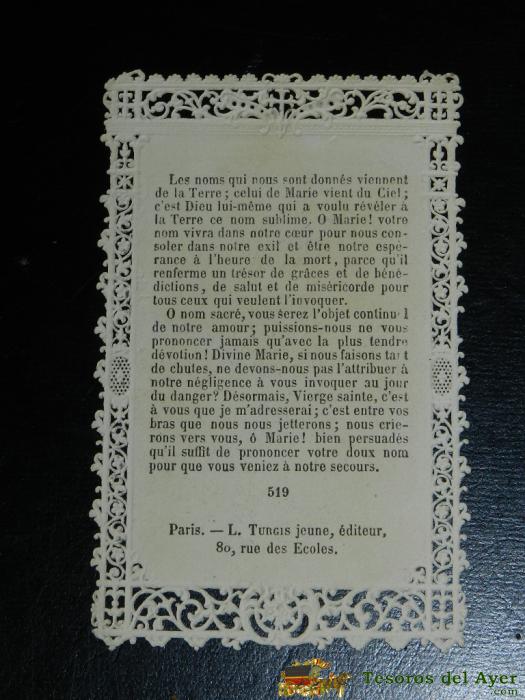 Les noms qui nous sont donnés viennent
de la Terre ; celui de Marie vient du Ciel ;
c'est Dieu lui-même qui a voulu révéler à
la Terre ce nom sublime. O Marie! votre
nom vivra dans notre cœur pour nous con-
soler dans notre exil et être notre espé-
rance à l'heure de la mort, parce qu'il
renferme un trésor de grâces et de béné-
dictions, de salut et de miséricorde pour
tous ceux qui veulent l'invoquer.
O nom sacré, vous serez l'objet continuel
de notre amour; puissions-nous ne vous
prononcer jamais qu'avec la plus tendre
dévotion! Divine Marie, si nous faisons tant
de chutes, ne devons-nous pas l'attribuer à
notre négligence à vous invoquer au jour
du danger? Désormais, Vierge sainte, c'est
à vous que je m'adresserai; c'est entre vos
bras que nous nous jetterons; nous crie-
rons vers vous, ô Marie! bien persuadés
qu'il suffit de prononcer votre doux nom
pour que vous veniez à notre secours.
519
Paris. — L. Turgis jeune, éditeur,
80, rue des Ecoles.
Tesoros del Ayer
.com